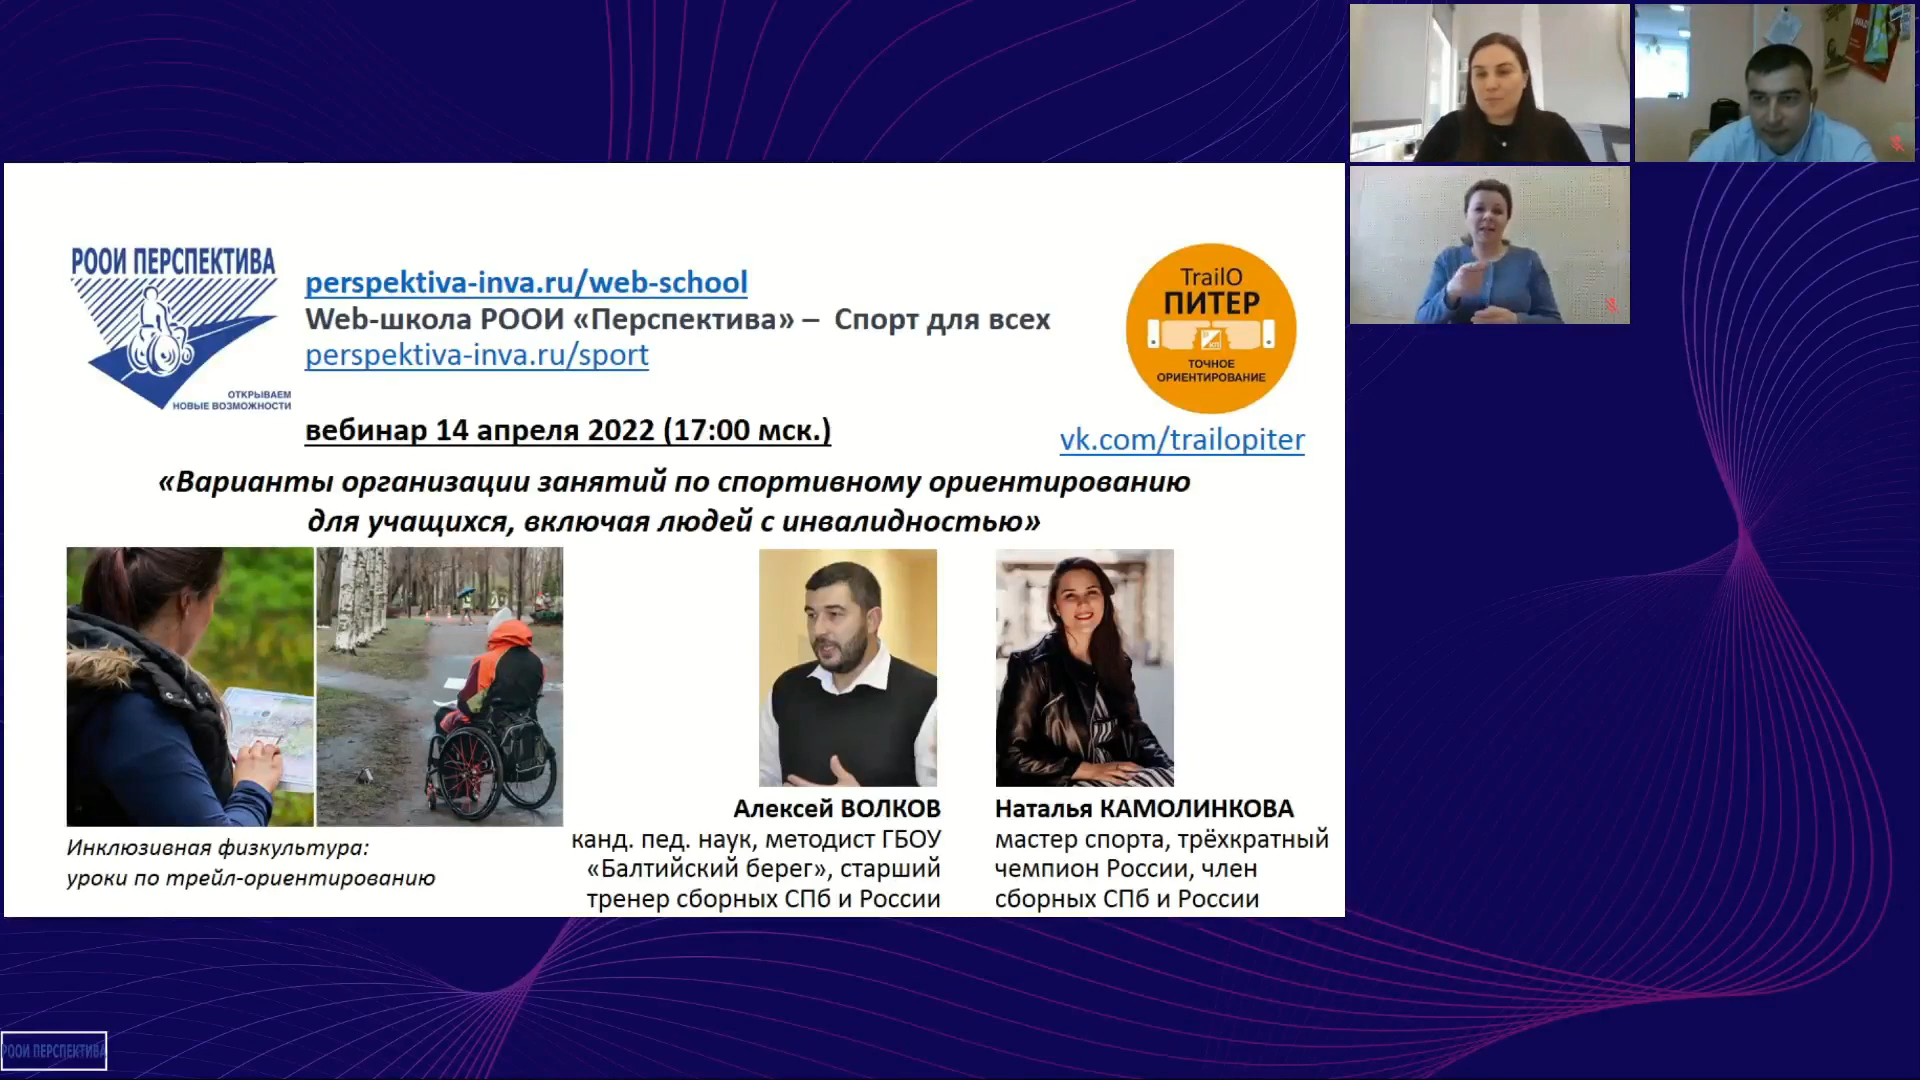 РООИ ПЕРСПЕКТИВА
ОТКРЫВАЕМ
НОВЫЕ ВОЗМОЖНОСТИ
perspektiva-inva.ru/web-school
Web-школа РООИ «Перспектива» – Спорт для всех
perspektiva-inva.ru/sport
вебинар 14 апреля 2022 (17:00 мск.)
TrailO
ПИТЕР
КП
ТОЧНОЕ
ОРИЕНТИРОВАНИЕ
vk.com/trailopiter
«Варианты организации занятий по спортивному ориентированию
для учащихся, включая людей с инвалидностью»
Инклюзивная физкультура:
уроки по трейл-ориентированию
Алексей ВОЛКОВ
канд. пед. наук, методист ГБОУ
«Балтийский берег», старший
тренер сборных СПб и России
Наталья КАМОЛИНКОВА
мастер спорта, трёхкратный
чемпион России, член
сборных СПб и России
РООИ ПЕРСПЕКТИВА